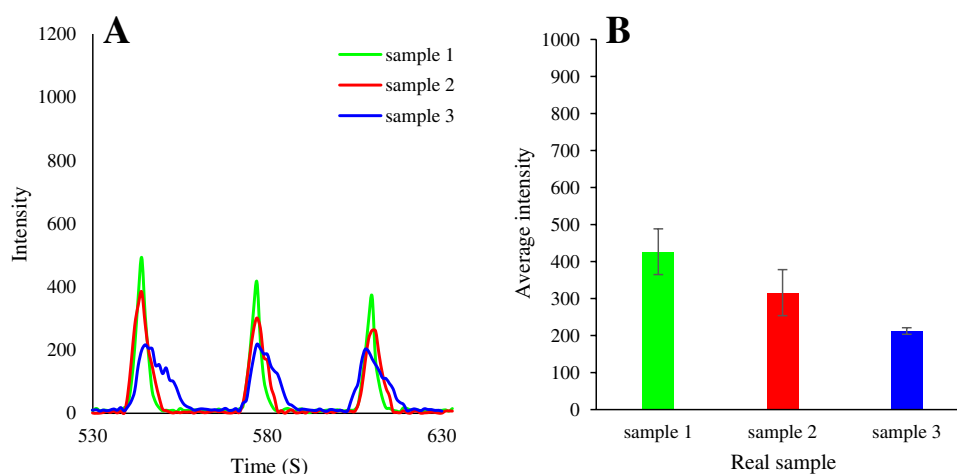 A
1200
1000
800
600
400
200
0
530
580
630
Intensity
Time (S)
sample 1
sample 2
sample 3
B
1000
900
800
700
600
500
400
300
200
100
0
Average intensity
sample 1
sample 2
sample 3
Real sample